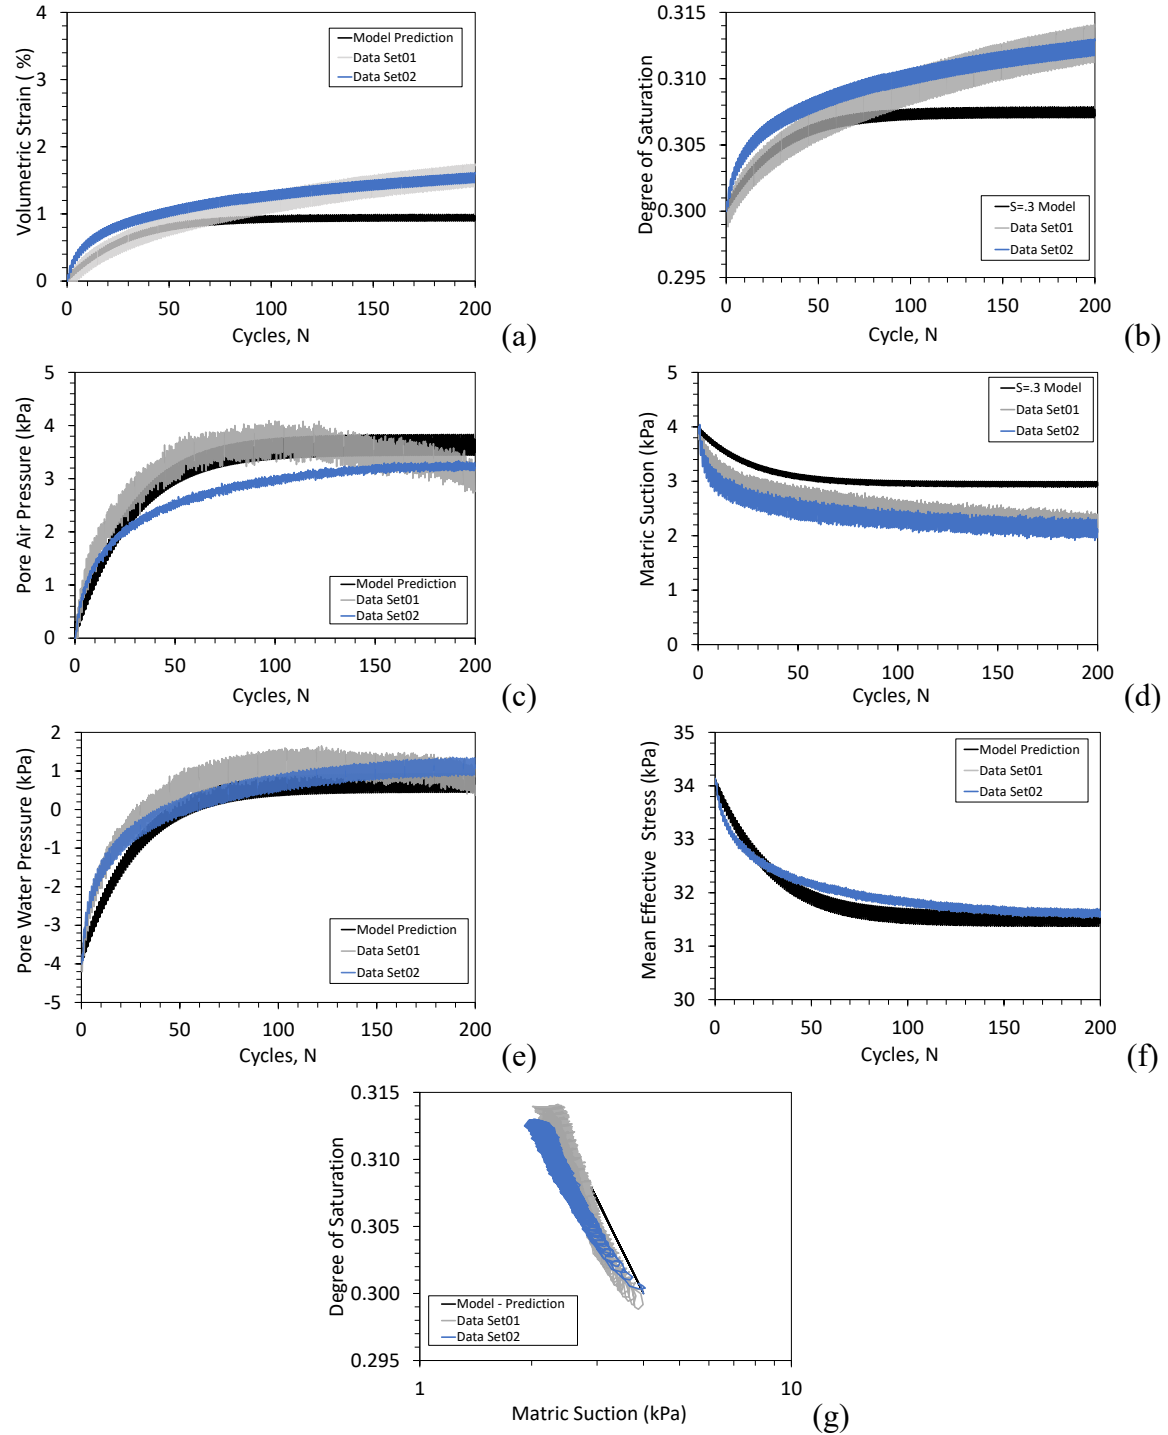 4
3
2
1
0
Volumetric Strain ( %)
Model Prediction
Data Set01
Data Set02
0 50 100 150 200
Cycles, N
(a)
0.315
0.310
0.305
0.300
0.295
Degree of Saturation
S=.3 Model
Data Set01
Data Set02
0 50 100 150 200
Cycle, N
(b)
5
4
3
2
1
0
Pore Air Pressure (kPa)
Model Prediction
Data Set01
Data Set02
0 50 100 150 200
Cycles, N
(c)
5
4
3
2
1
0
Matric Suction (kPa)
S=.3 Model
Data Set01
Data Set02
0 50 100 150 200
Cycles, N
(d)
2
1
0
-1
-2
-3
-4
-5
Pore Water Pressure (kPa)
Model Prediction
Data Set01
Data Set02
0 50 100 150 200
Cycles, N
(e)
35
34
33
32
31
30
Mean Effective Stress (kPa)
Model Prediction
Data Set01
Data Set02
0 50 100 150 200
Cycles, N
(f)
0.315
0.310
0.305
0.300
0.295
Degree of Saturation
Model - Prediction
Data Set01
Data Set02
1 10
Matric Suction (kPa)
(g)